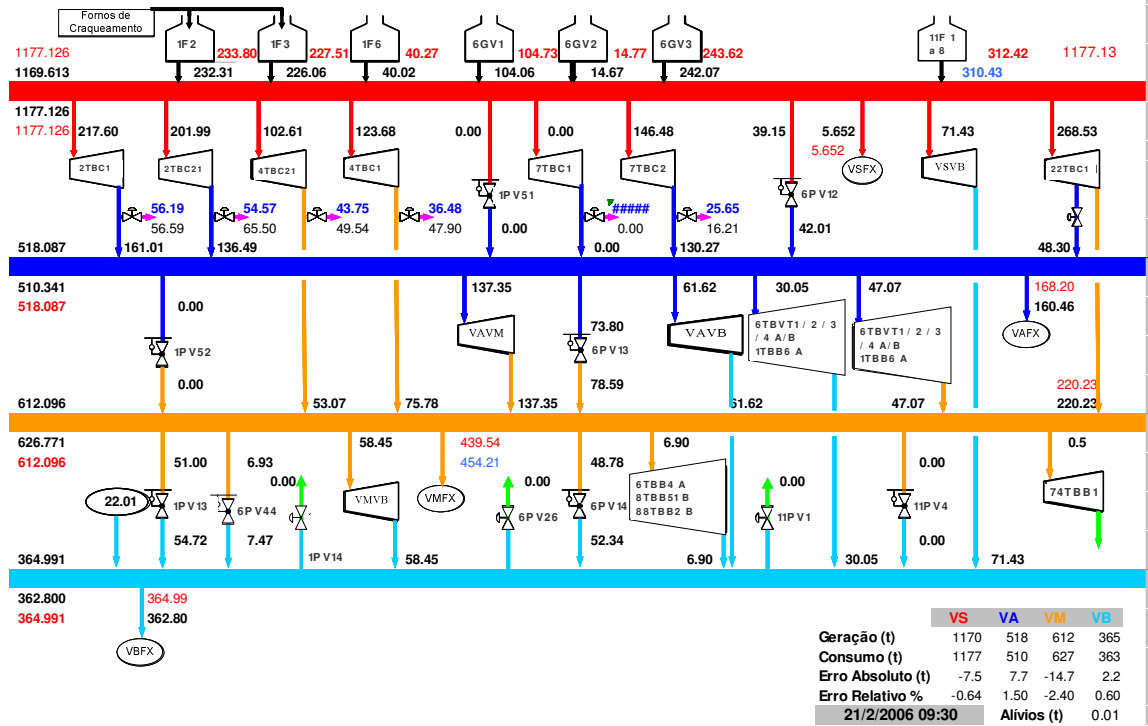 Fornos de
Craqueamento
1F2
1F3
1F6
6GV1
6GV2
6GV3
11F 1
a 8
1177.126
233.80
227.51
40.27
104.73
14.77
243.62
312.42
1177.13
1169.613
232.31
226.06
40.02
104.06
14.67
242.07
310.43
1177.126
1177.126
217.60
201.99
102.61
123.68
0.00
0.00
146.48
39.15
5.652
5.652
71.43
268.53
2TBC1
2TBC21
4TBC21
4TBC1
1PV51
7TBC1
7TBC2
6PV12
VSFX
VSVB
22TBC1
56.19
56.59
54.57
65.50
43.75
49.54
36.48
47.90
#####
0.00
25.65
16.21
518.087
161.01
136.49
0.00
0.00
130.27
42.01
48.30
510.341
518.087
0.00
137.35
73.80
61.62
30.05
47.07
168.20
160.46
1PV52
VAVM
6PV13
VAVB
6TBVT1/ 2 / 3
/ 4 A/B
1TBB6 A
6TBVT1/ 2 / 3
/ 4 A/B
1TBB6 A
VAFX
0.00
78.59
220.23
612.096
53.07
75.78
137.35
61.62
47.07
220.23
626.771
612.096
51.00
6.93
0.00
58.45
439.54
454.21
0.00
48.78
6.90
0.00
0.00
0.5
22.01
1PV13
6PV44
1PV14
VMVB
VMFX
6PV26
6PV14
6TBB4 A
8TBB51 B
88TBB2 B
11PV1
11PV4
74TBB1
54.72
7.47
52.34
0.00
364.991
58.45
6.90
30.05
71.43
362.800
364.991
364.99
362.80
VBFX
VS VA VM VB
Geração (t) 1170 518 612 365
Consumo (t) 1177 510 627 363
Erro Absoluto (t) -7.5 7.7 -14.7 2.2
Erro Relativo % -0.64 1.50 -2.40 0.60
21/2/2006 09:30 Alívios (t) 0.01